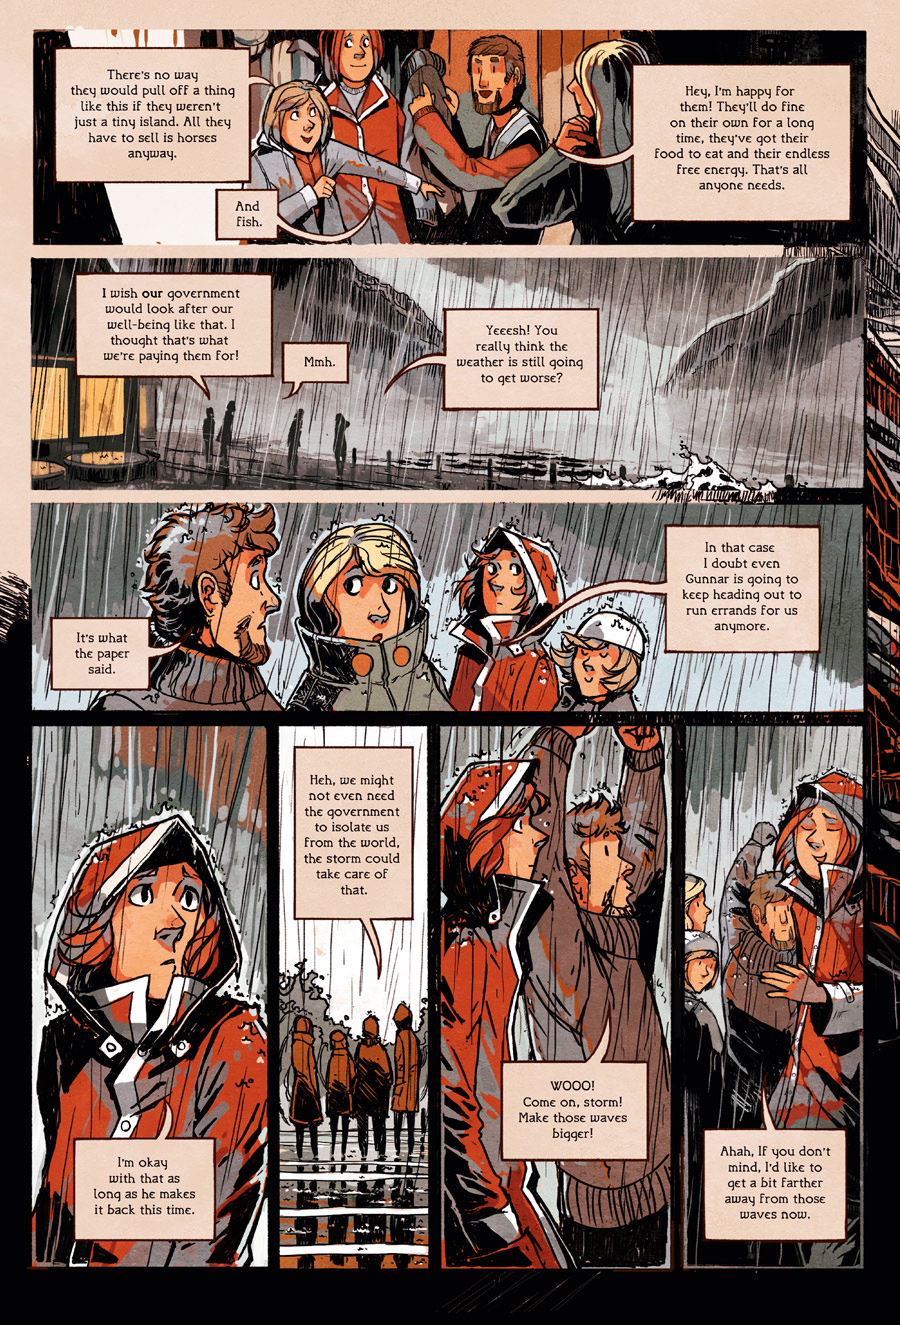 There's no way
they would pull off a thing
like this if they weren't
just a tiny island. All they
have to sell is horses
anyway.
And
fish.
Hey, I'm happy for
them! They'll do fine
on their own for a long
time, they've got their
food to eat and their endless
free energy. That's all
anyone needs.
I wish our government
would look after our
well-being like that. I
thought that's what
we're paying them for!
Mmh.
Yeeesh! You
really think the
weather is still going
to get worse?
It's what
the paper
said.
In that case
I doubt even
Gunnar is going to
keep heading out to
run errands for us
anymore.
I'm okay
with that as
long as he makes
it back this time.
Heh, we might
not even need
the government
to isolate us
from the world,
the storm could
take care of
that.
WOOO!
Come on, storm!
Make those waves
bigger!
Ahah, If you don't
mind, I'd like to
get a bit farther
away from those
waves now.